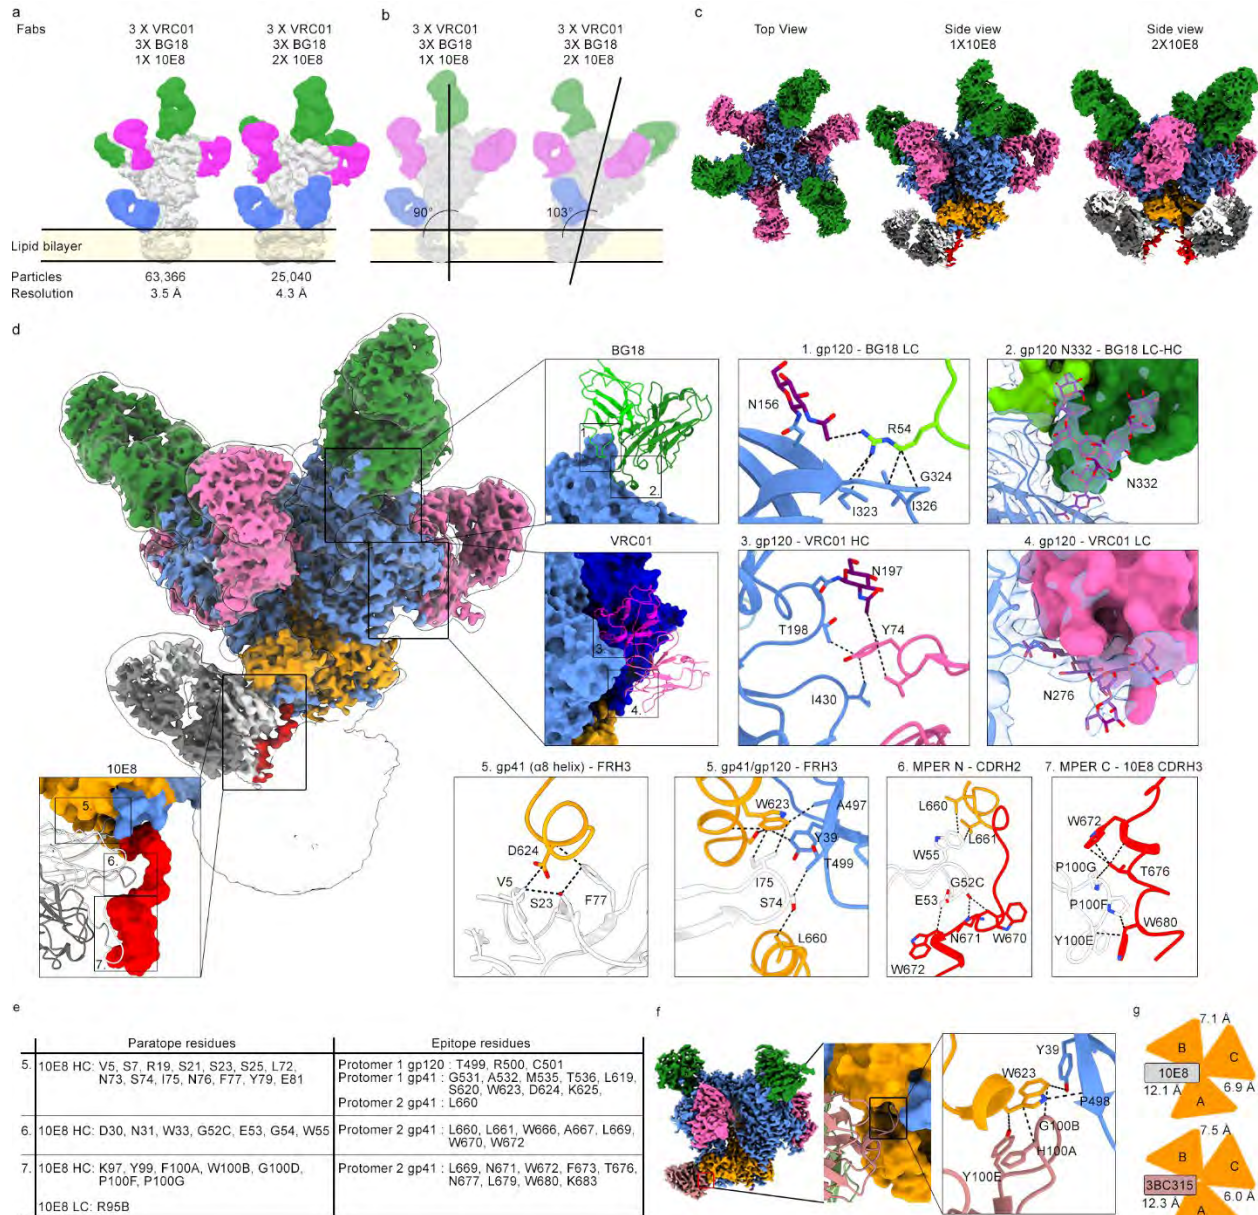 a
Fabs
3 X VRC01
3X BG18
1X 10E8
3 X VRC01
3X BG18
2X 10E8
Lipid bilayer
Particles 63,366 25,040
Resolution 3.5 Å 4.3 Å
b
3 X VRC01
3X BG18
1X 10E8
3 X VRC01
3X BG18
2X 10E8
90°
103°
c
Top View
Side view
1X10E8
Side view
2X10E8
d
BG18
1.
2.
1. gp120 - BG18 LC
N156
R54
G324
I323
I326
2. gp120 N332 - BG18 LC-HC
N332
VRC01
3.
4.
3. gp120 - VRC01 HC
N197
T198
Y74
I430
4. gp120 - VRC01 LC
N276
10E8
5.
6.
7.
5. gp41 (α8 helix) - FRH3
D624
V5
S23
F77
5. gp41/gp120 - FRH3
W623
A497
Y39
T499
I75
S74
L660
6. MPER N - CDRH2
L660
L661
W55
G52C
E53
N671
W670
W672
7. MPER C - 10E8 CDRH3
W672
P100G
T676
P100F
W680
Y100E
e
Paratope residues Epitope residues
5. 10E8 HC: V5, S7, R19, S21, S23, S25, L72, Protomer 1 gp120 : T499, R500, C501
N73, S74, I75, N76, F77, Y79, E81 Protomer 1 gp41 : G531, A532, M535, T536, L619,
S620, W623, D624, K625,
Protomer 2 gp41 : L660
6. 10E8 HC: D30, N31, W33, G52C, E53, G54, W55 Protomer 2 gp41 : L660, L661, W666, A667, L669,
W670, W672
7. 10E8 HC: K97, Y99, F100A, W100B, G100D, Protomer 2 gp41 : L669, N671, W672, F673, T676,
P100F, P100G N677, L679, W680, K683
10E8 LC: R95B
f
W623
Y39
P498
G100B
H100A
Y100E
g
7.1 Å
B
C
10E8
12.1 Å
A
6.9 Å
7.5 Å
B
C
3BC315
12.3 Å
A
6.0 Å